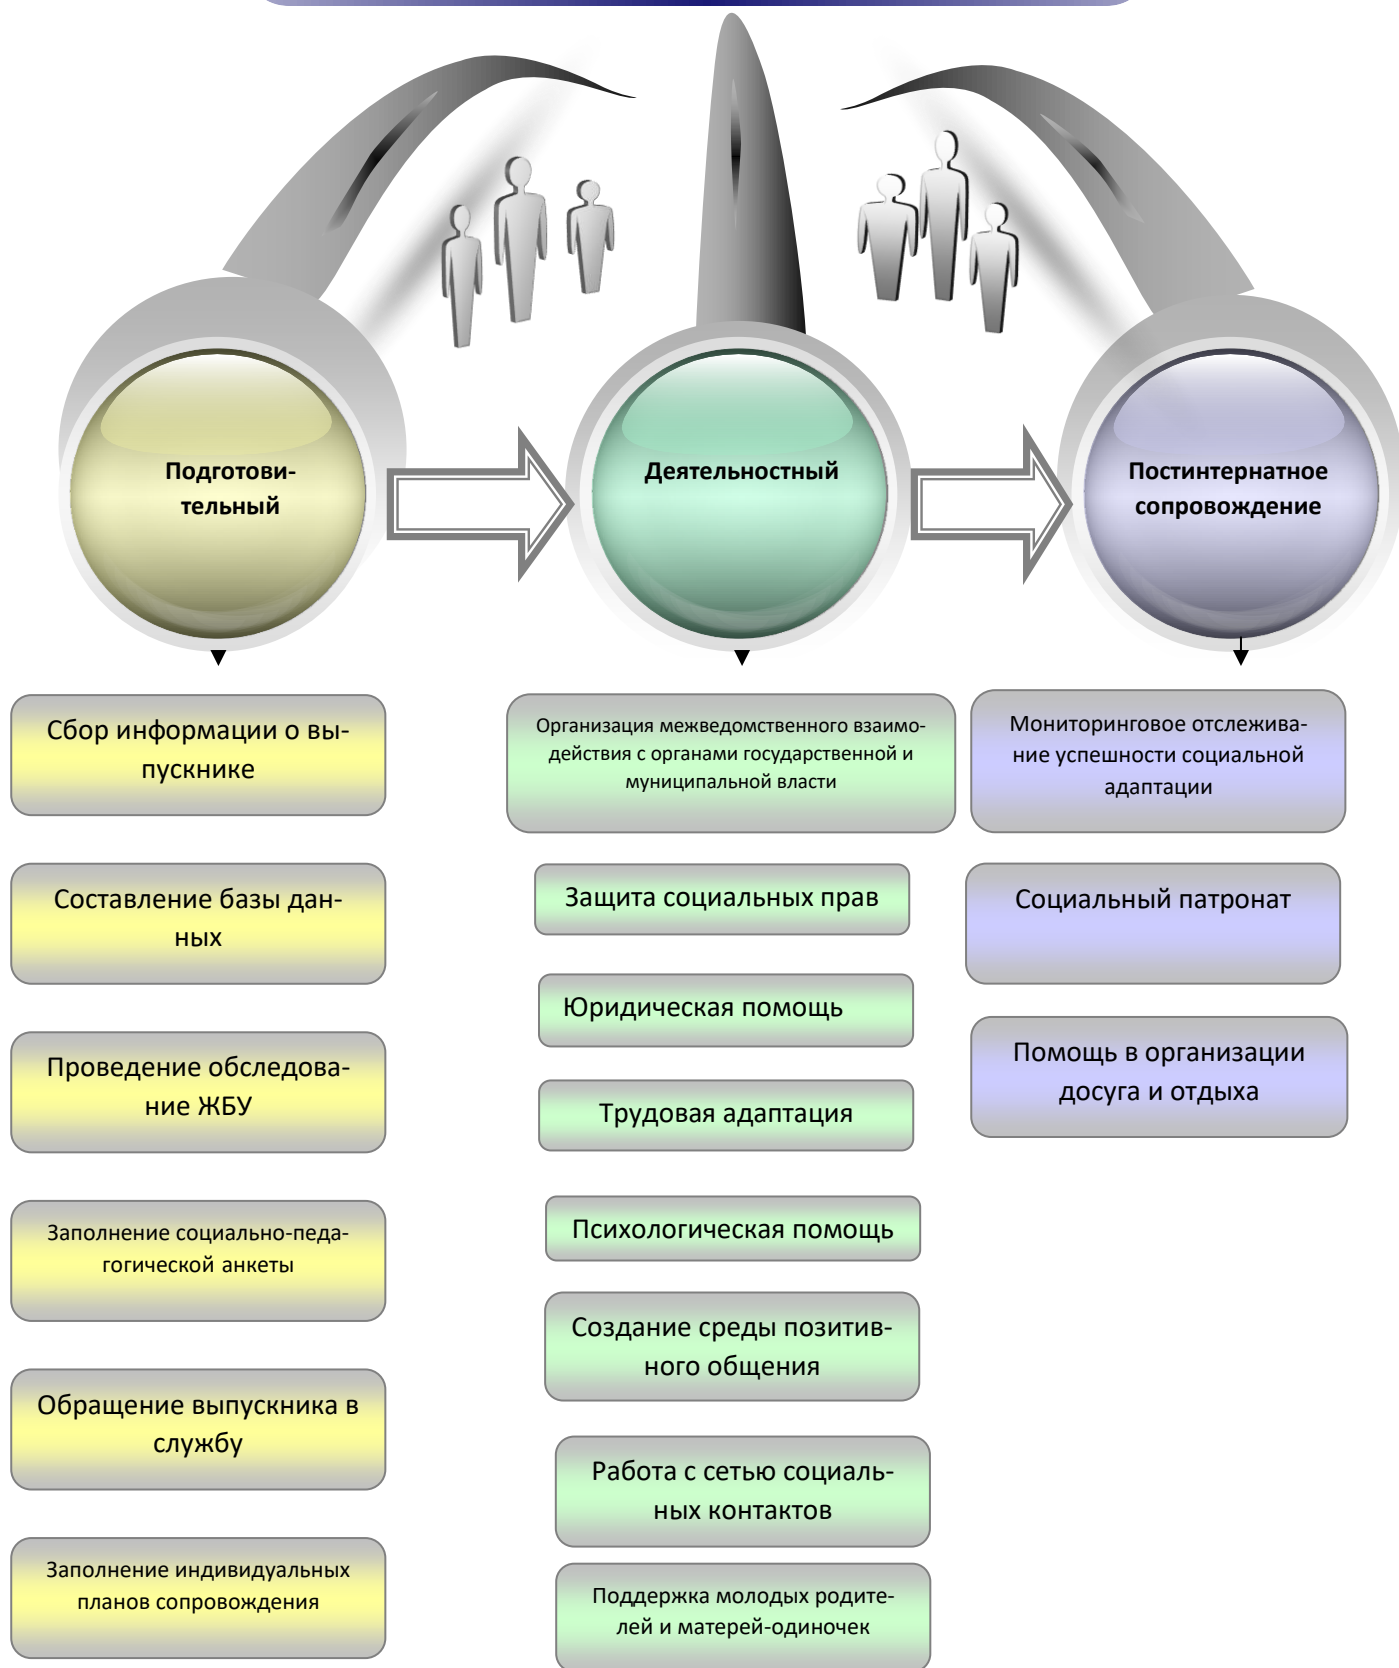 Подготови-
тельный
Деятельностный
Постинтернатное
сопровождение
Сбор информации о вы-
пускнике
Составление базы дан-
ных
Проведение обследова-
ние ЖБУ
Заполнение социально-педа-
гогической анкеты
Обращение выпускника в
службу
Заполнение индивидуальных
планов сопровождения
Организация межведомственного взаимо-
действия с органами государственной и
муниципальной власти
Защита социальных прав
Юридическая помощь
Трудовая адаптация
Психологическая помощь
Создание среды позитив-
ного общения
Работа с сетью социаль-
ных контактов
Поддержка молодых родите-
лей и матерей-одиночек
Мониторинговое отслежива-
ние успешности социальной
адаптации
Социальный патронат
Помощь в организации
досуга и отдыха